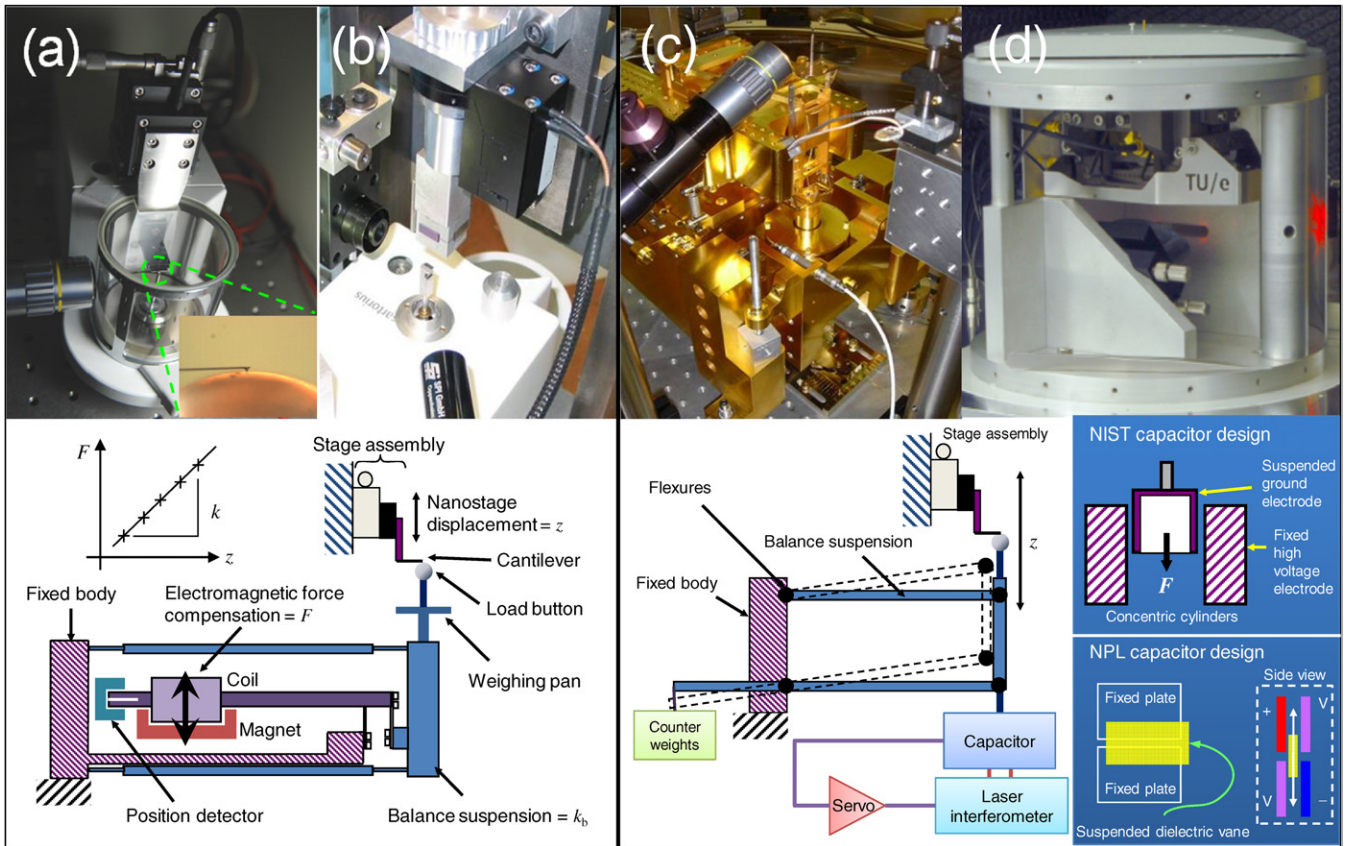 (a)
(b)
(c)
(d)
TU/e
sartorius
SPI GmbH
F
k
z
Stage assembly
Nanostage
displacement = z
Cantilever
Load button
Weighing pan
Fixed body
Electromagnetic force
compensation = F
Coil
Magnet
Position detector
Balance suspension = kb
Stage assembly
z
Flexures
Balance suspension
Fixed body
Counter
weights
Capacitor
Servo
Laser
interferometer
NIST capacitor design
Suspended
ground
electrode
Fixed
high
voltage
electrode
F
Concentric cylinders
NPL capacitor design
Side view
Fixed plate
Fixed plate
+
V
V
–
Suspended dielectric vane